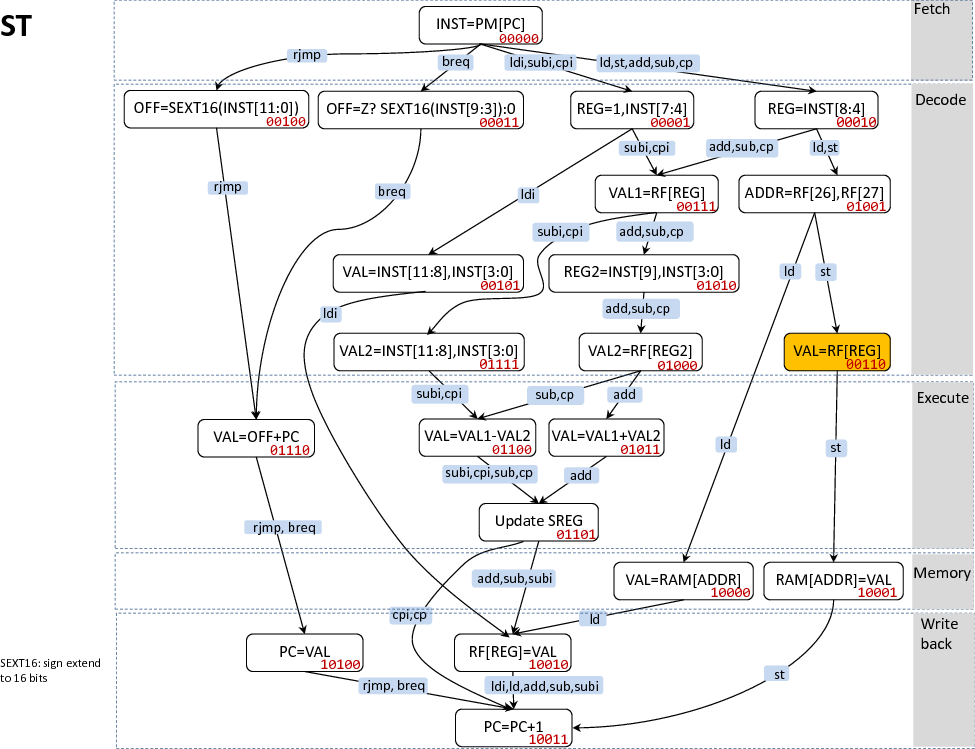 ST
Fetch
INST=PM[PC]
00000
rjmp
breq
ldi,subi,cpi
ld,st,add,sub,cp
Decode
OFF=SEXT16(INST[11:0])
00100
OFF=Z? SEXT16(INST[9:3]):0
00011
REG=1,INST[7:4]
00001
REG=INST[8:4]
00010
subi,cpi
add,sub,cp
ld,st
rjmp
breq
ldi
VAL1=RF[REG]
00111
ADDR=RF[26],RF[27]
01001
subi,cpi
add,sub,cp
VAL=INST[11:8],INST[3:0]
00101
REG2=INST[9],INST[3:0]
01010
ld
st
ldi
add,sub,cp
VAL2=INST[11:8],INST[3:0]
01111
VAL2=RF[REG2]
01000
VAL=RF[REG]
00110
Execute
subi,cpi
sub,cp
add
VAL=OFF+PC
01110
VAL=VAL1-VAL2
01100
VAL=VAL1+VAL2
01011
ld
st
subi,cpi,sub,cp
add
Update SREG
01101
rjmp, breq
Memory
add,sub,subi
VAL=RAM[ADDR]
10000
RAM[ADDR]=VAL
10001
cpi,cp
ld
Write
back
PC=VAL
10100
RF[REG]=VAL
10010
SEXT16: sign extend
to 16 bits
rjmp, breq
ldi,ld,add,sub,subi
st
PC=PC+1
10011